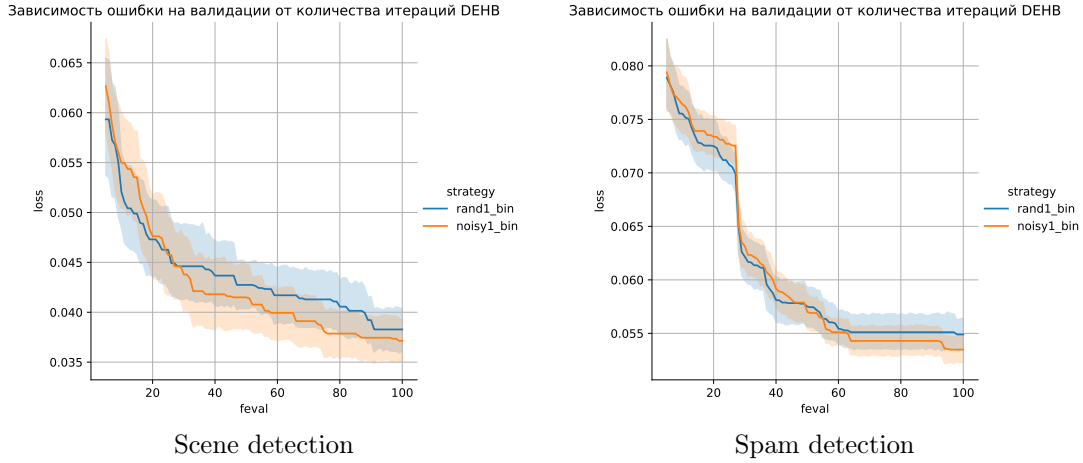 Зависимость ошибки на валидации от количества итераций DEHB
0.065
0.060
0.055
0.050
0.045
0.040
0.035
loss
20
40
60
80
100
feval
strategy
rand1_bin
noisy1_bin
Scene detection
Зависимость ошибки на валидации от количества итераций DEHB
0.080
0.075
0.070
0.065
0.060
0.055
loss
20
40
60
80
100
feval
strategy
rand1_bin
noisy1_bin
Spam detection